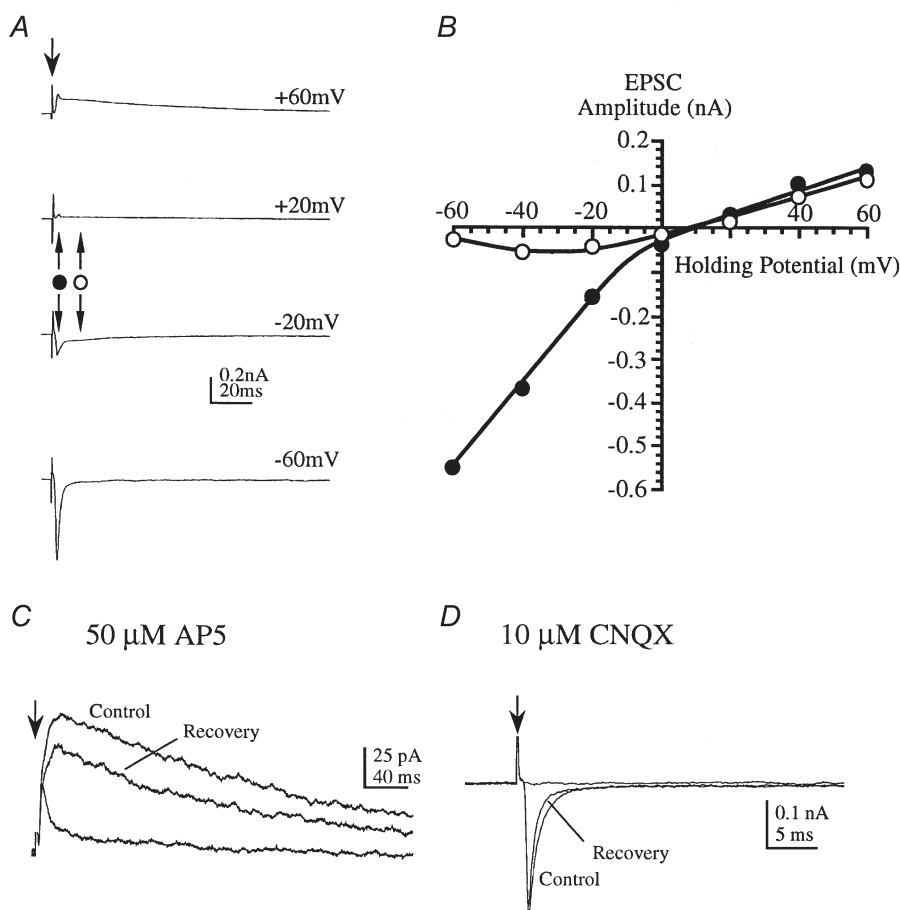 A
+60mV
+20mV
-20mV
0.2nA
20ms
-60mV
B
EPSC
Amplitude (nA)
0.2
0.1
-60 -40 -20 20 40 60
Holding Potential (mV)
-0.2
-0.3
-0.4
-0.5
-0.6
C
50 µM AP5
Control
Recovery
25 pA
40 ms
D
10 µM CNQX
0.1 nA
5 ms
Recovery
Control